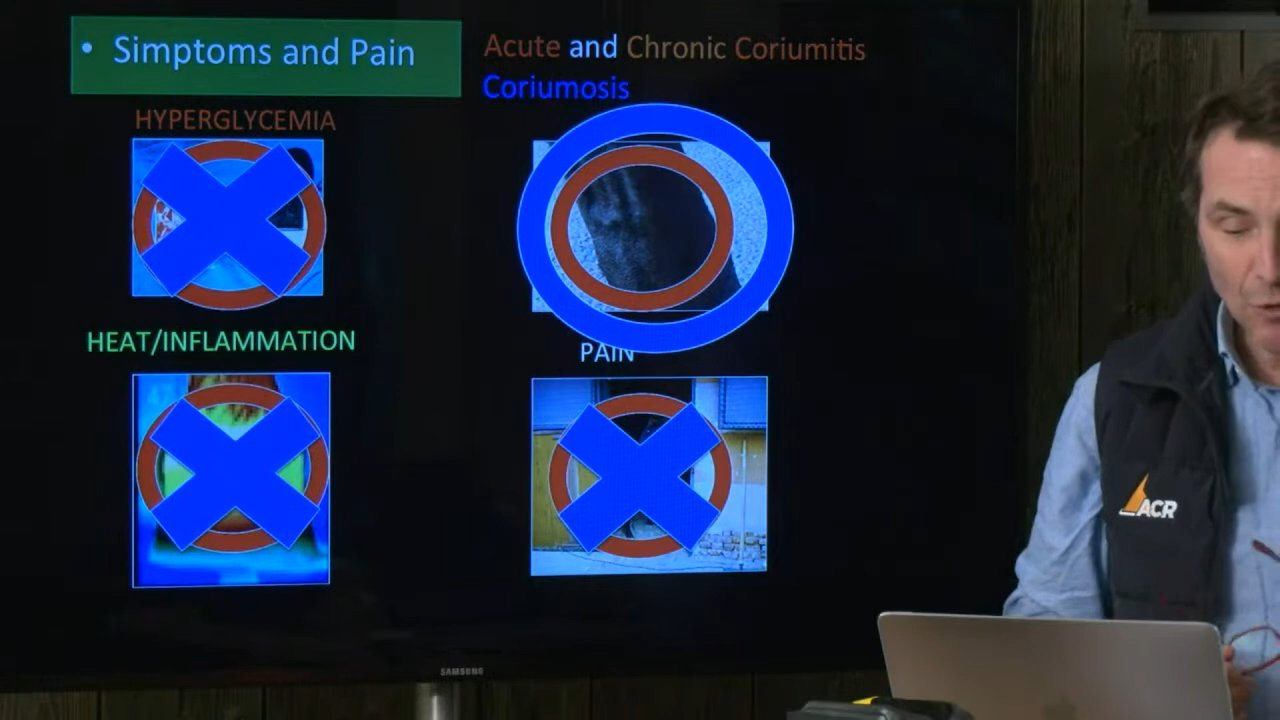 • Simptoms and Pain
Acute and Chronic Coriumitis
Coriumosis
HYPERGLYCEMIA
HEAT/INFLAMMATION
PAIN
SAMSUNG
ACR